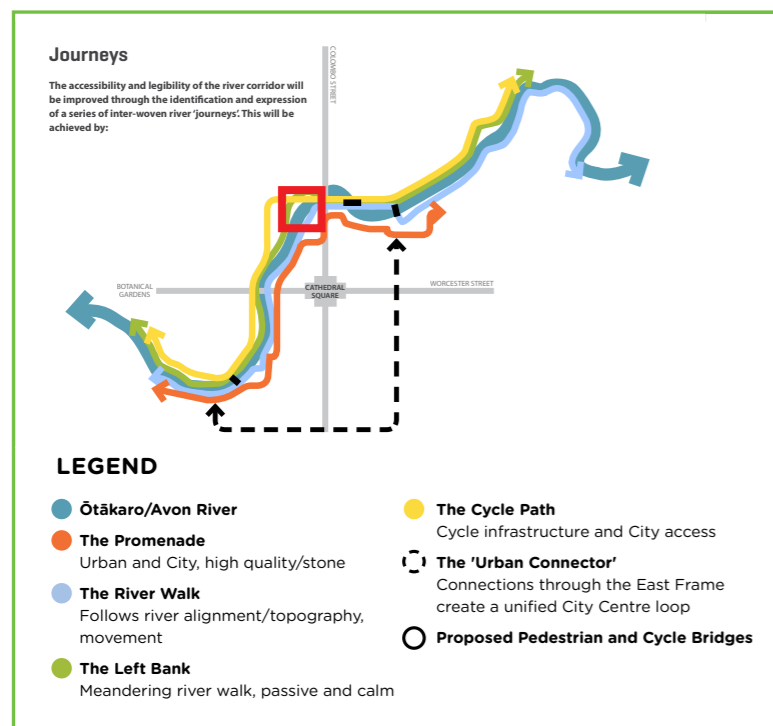 Journeys
The accessibility and legibility of the river corridor will
be improved through the identification and expression
of a series of inter-woven river ‘journeys’. This will be
achieved by:
COLOMBO STREET
BOTANICAL
GARDENS
CATHEDRAL
SQUARE
WORCESTER STREET
LEGEND
Ōtākaro/Avon River
The Promenade
Urban and City, high quality/stone
The River Walk
Follows river alignment/topography,
movement
The Left Bank
Meandering river walk, passive and calm
The Cycle Path
Cycle infrastructure and City access
The 'Urban Connector'
Connections through the East Frame
create a unified City Centre loop
Proposed Pedestrian and Cycle Bridges